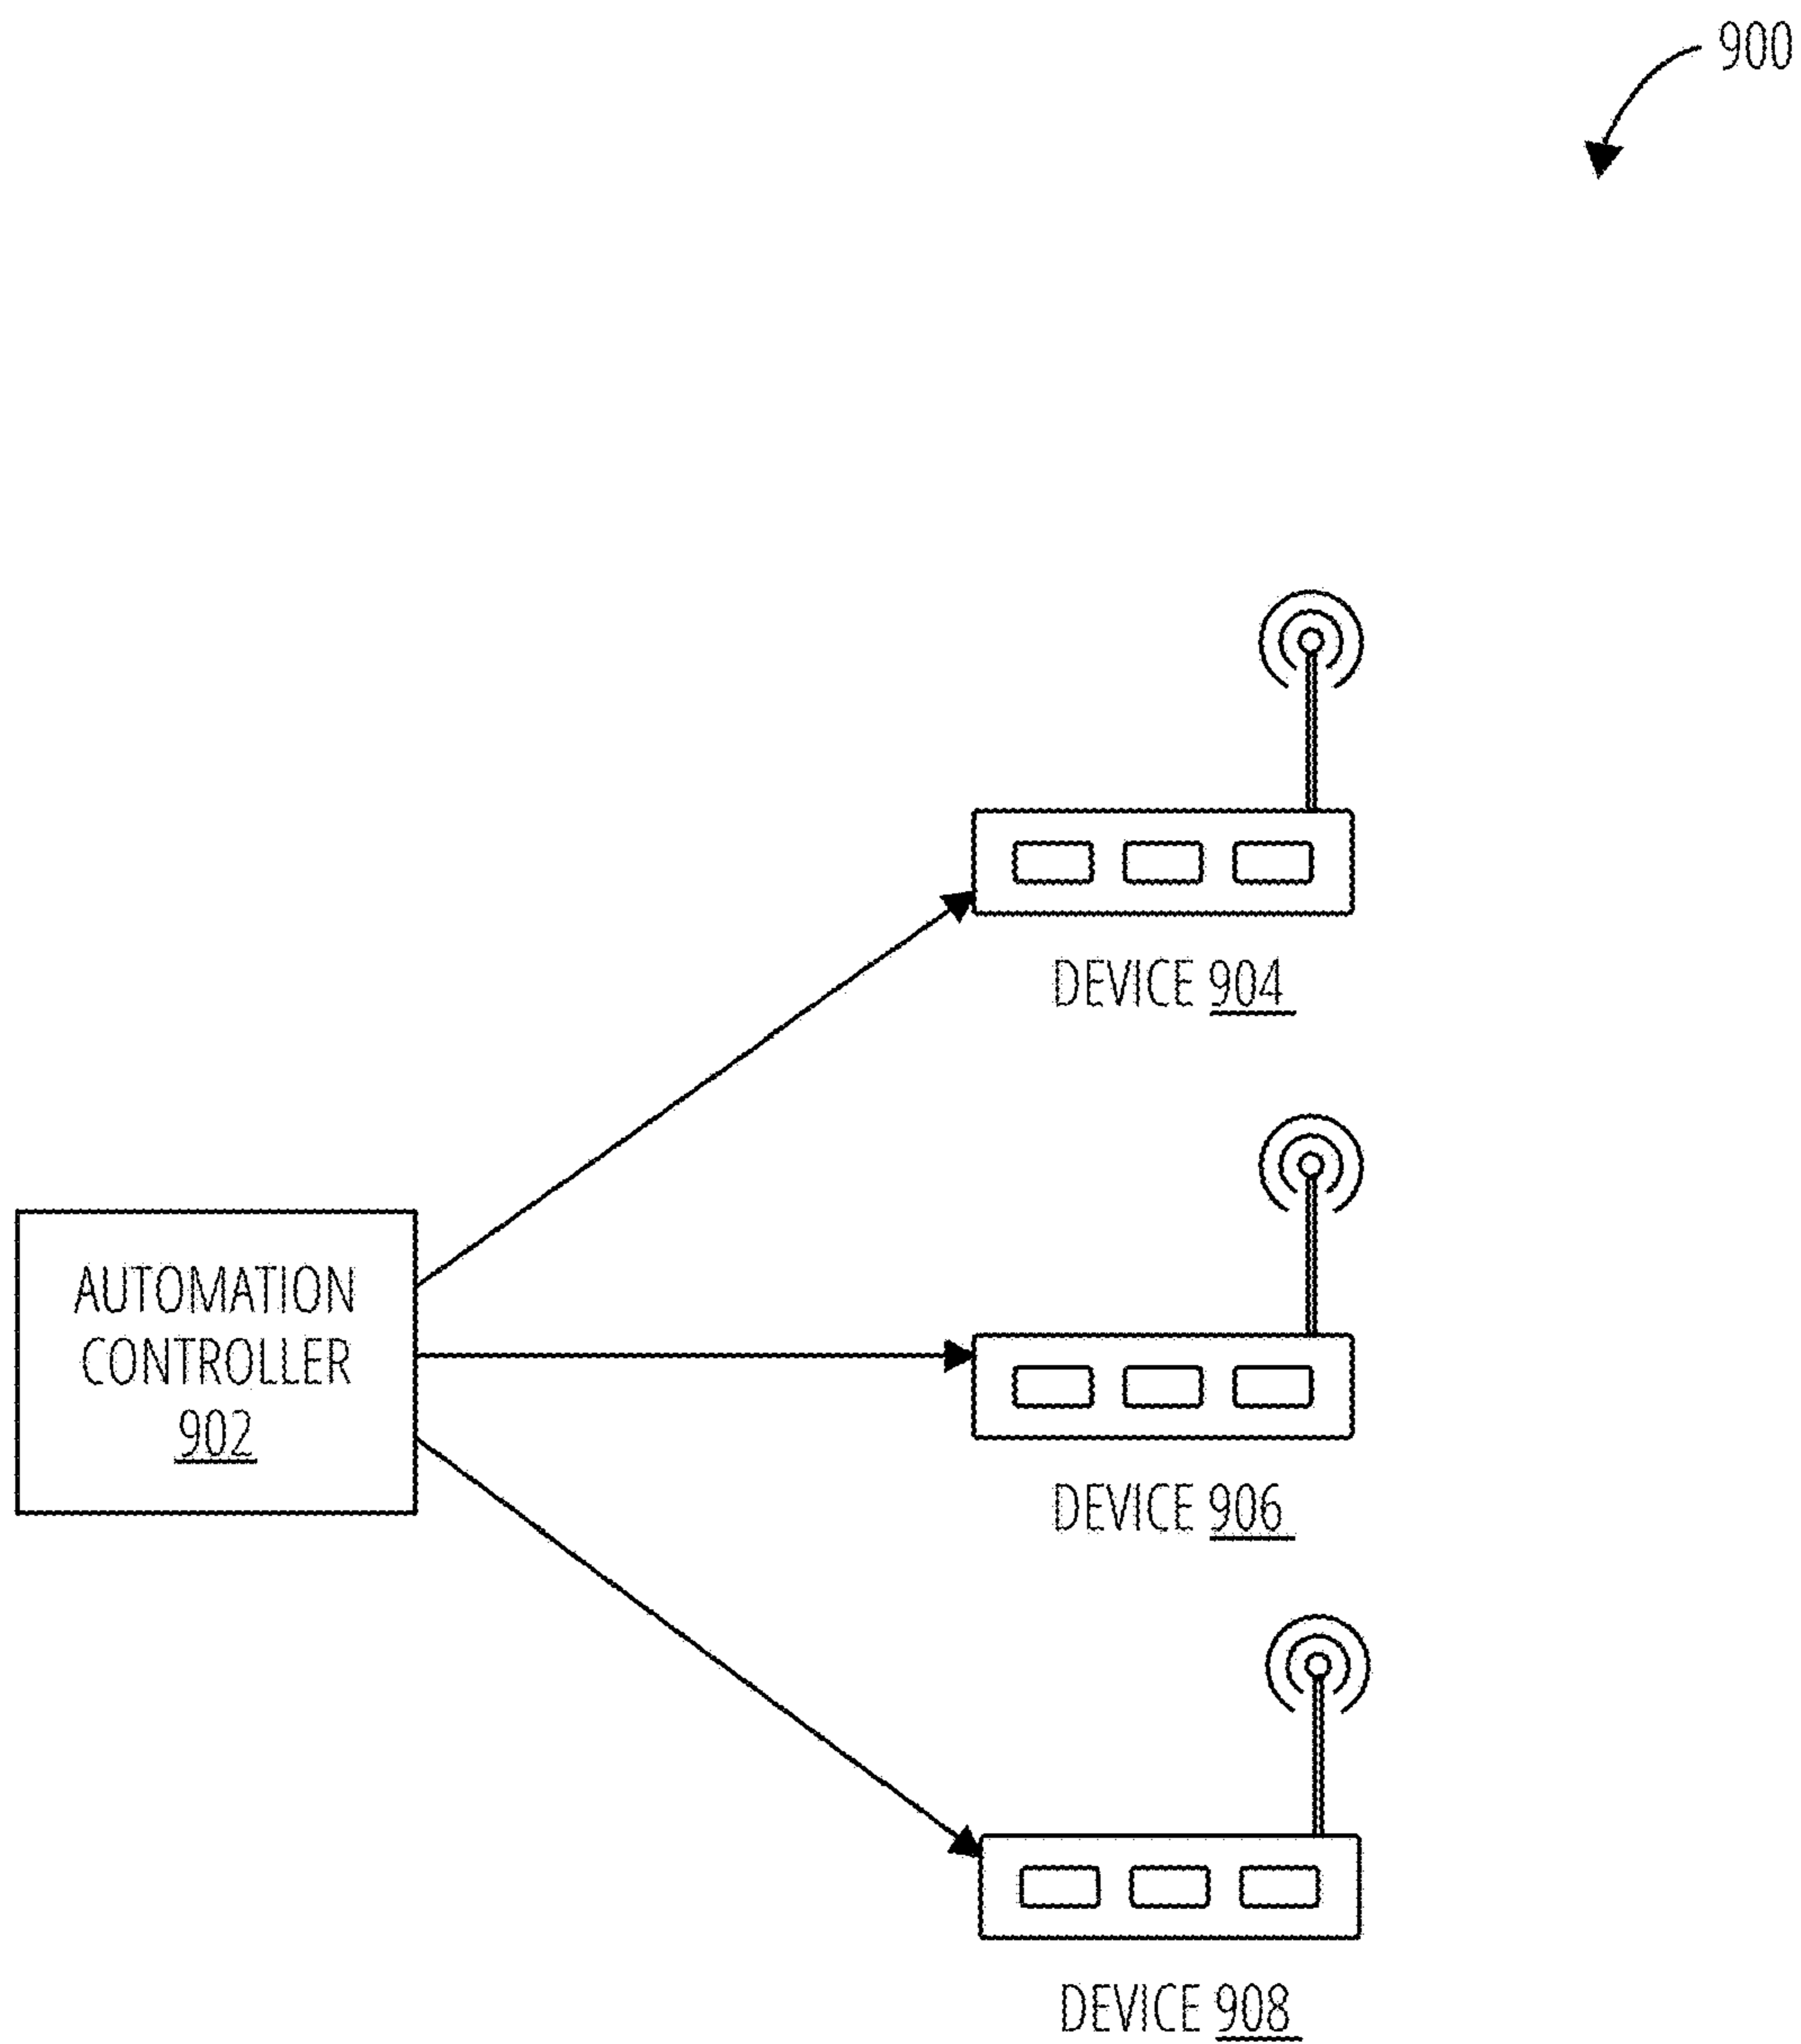 900
DEVICE 904
AUTOMATION
CONTROLLER
902
DEVICE 906
DEVICE 908